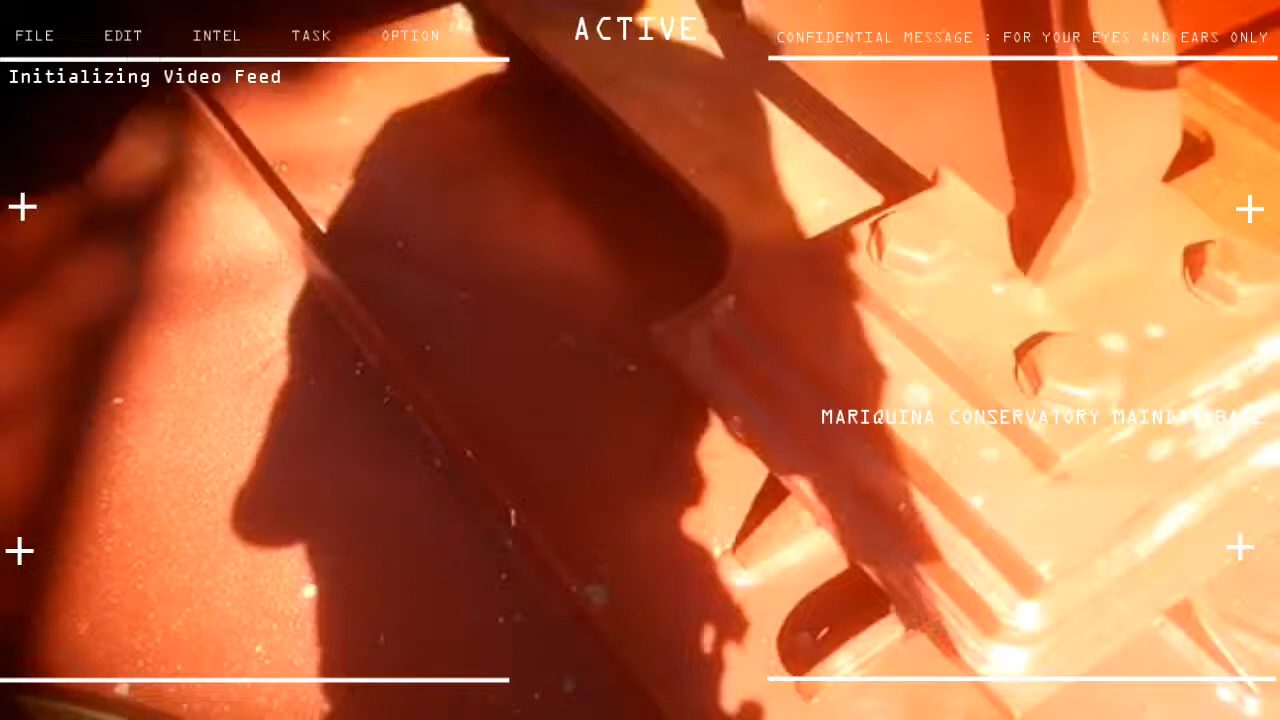 FILE EDIT INTEL TASK OPTION
ACTIVE
CONFIDENTIAL MESSAGE : FOR YOUR EYES AND EARS ONLY
Initializing Video Feed
MARIQUINA CONSERVATORY MAINDATABASE